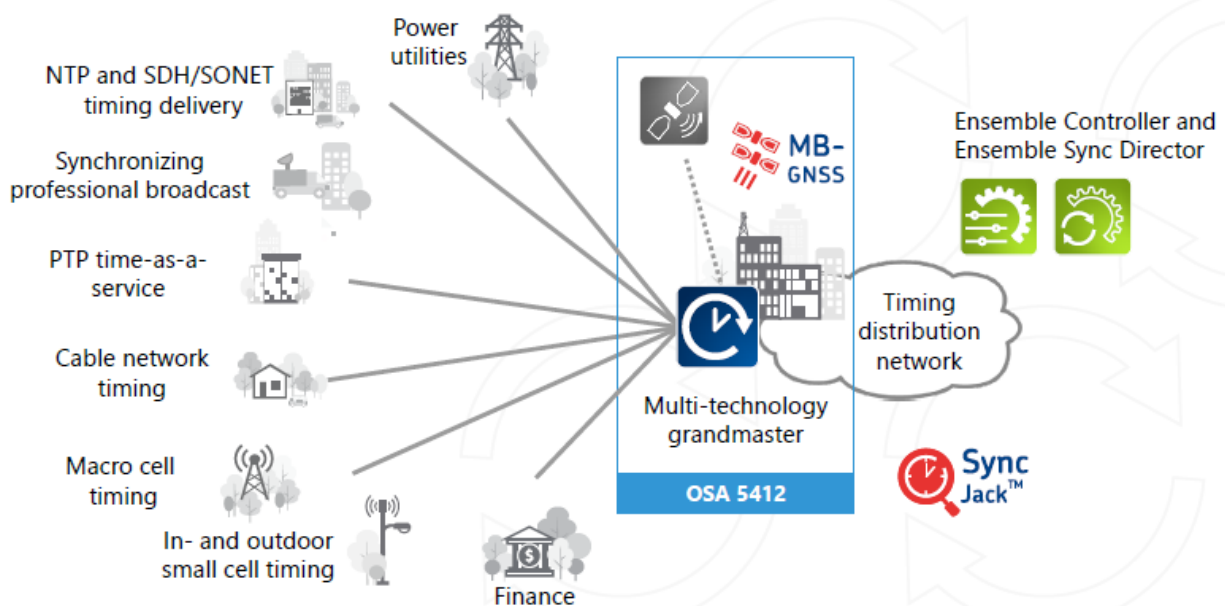 Power
utilities
NTP and SDH/SONET
timing delivery
Synchronizing
professional broadcast
PTP time-as-a-
service
Cable network
timing
Macro cell
timing
In- and outdoor
small cell timing
Finance
MB-
GNSS
Multi-technology
grandmaster
OSA 5412
Timing
distribution
network
Ensemble Controller and
Ensemble Sync Director
Sync
Jack™